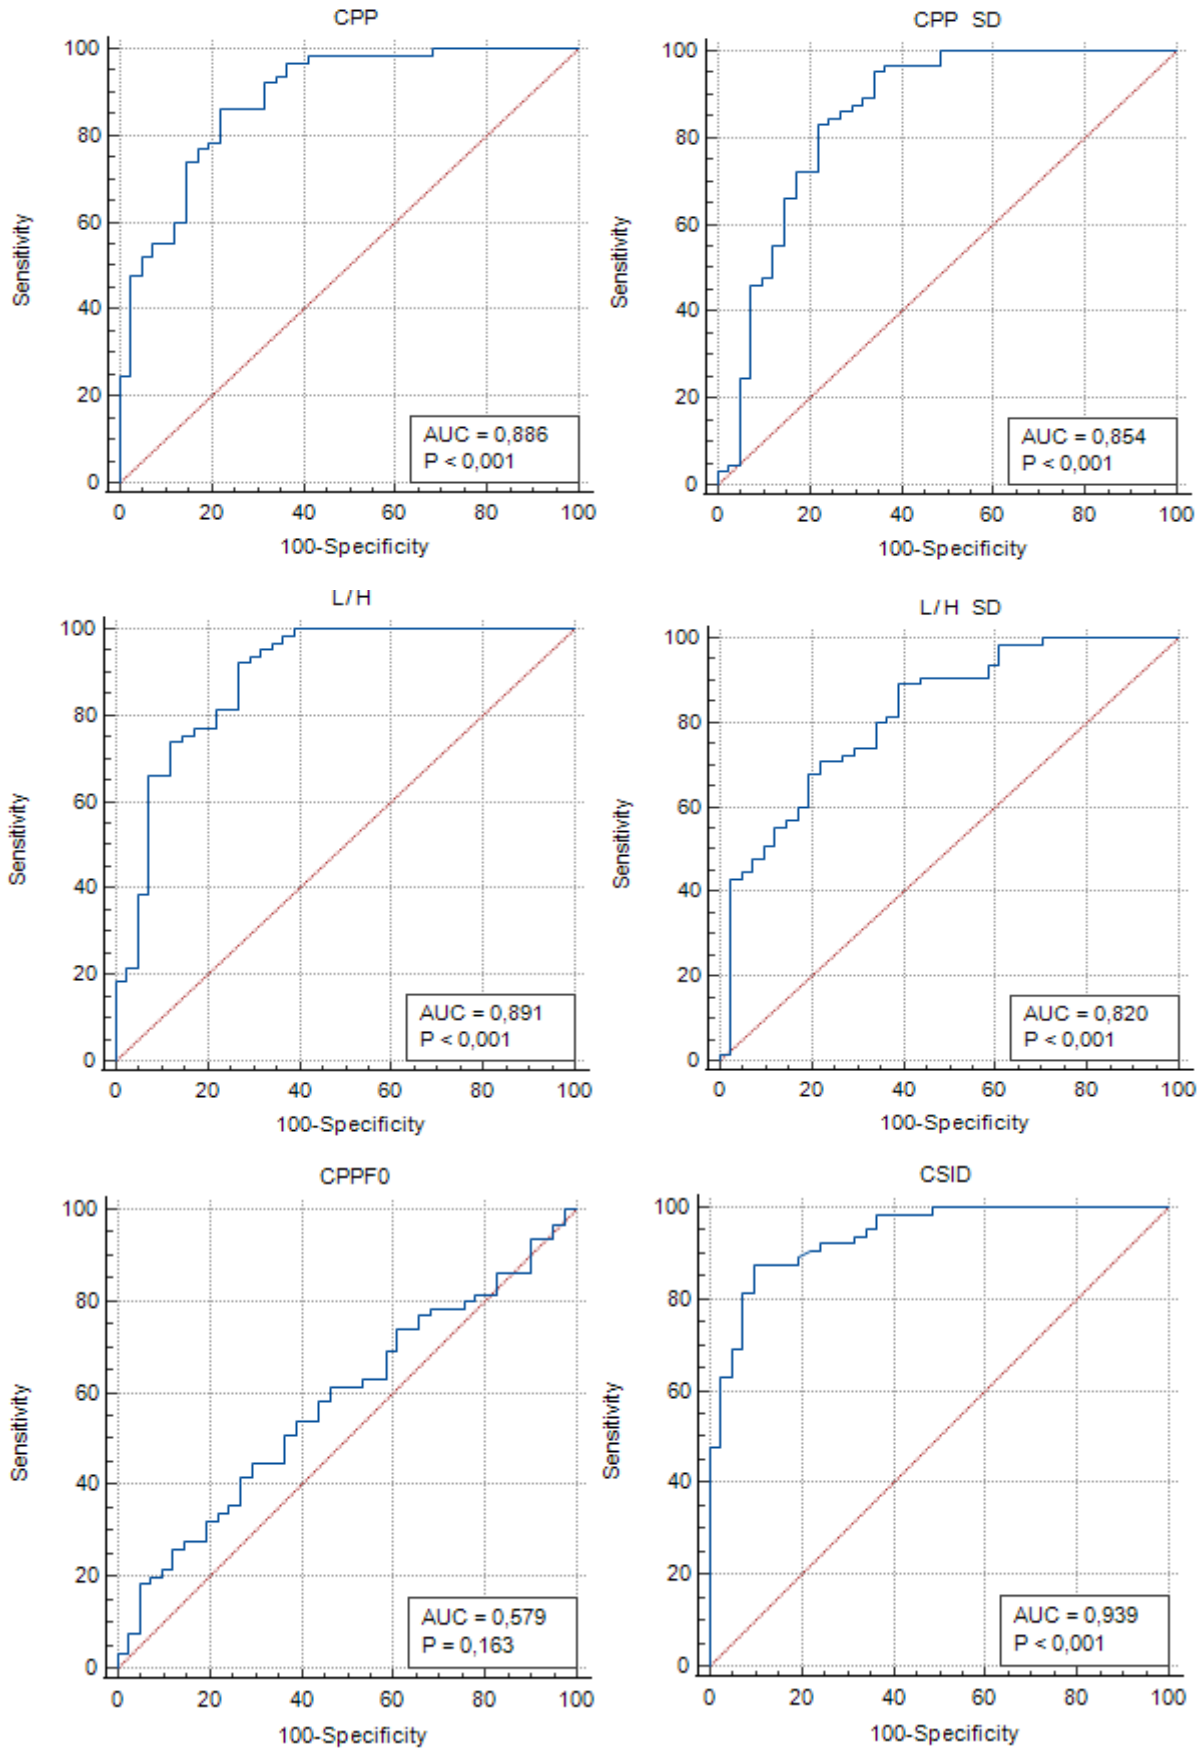 CPP
100
80
60
40
20
0
Sensitivity
AUC = 0,886
P < 0,001
0 20 40 60 80 100
100-Specificity
CPP SD
100
80
60
40
20
0
Sensitivity
AUC = 0,854
P < 0,001
0 20 40 60 80 100
100-Specificity
L/H
100
80
60
40
20
0
Sensitivity
AUC = 0,891
P < 0,001
0 20 40 60 80 100
100-Specificity
L/H SD
100
80
60
40
20
0
Sensitivity
AUC = 0,820
P < 0,001
0 20 40 60 80 100
100-Specificity
CPPF0
100
80
60
40
20
0
Sensitivity
AUC = 0,579
P = 0,163
0 20 40 60 80 100
100-Specificity
CSID
100
80
60
40
20
0
Sensitivity
AUC = 0,939
P < 0,001
0 20 40 60 80 100
100-Specificity